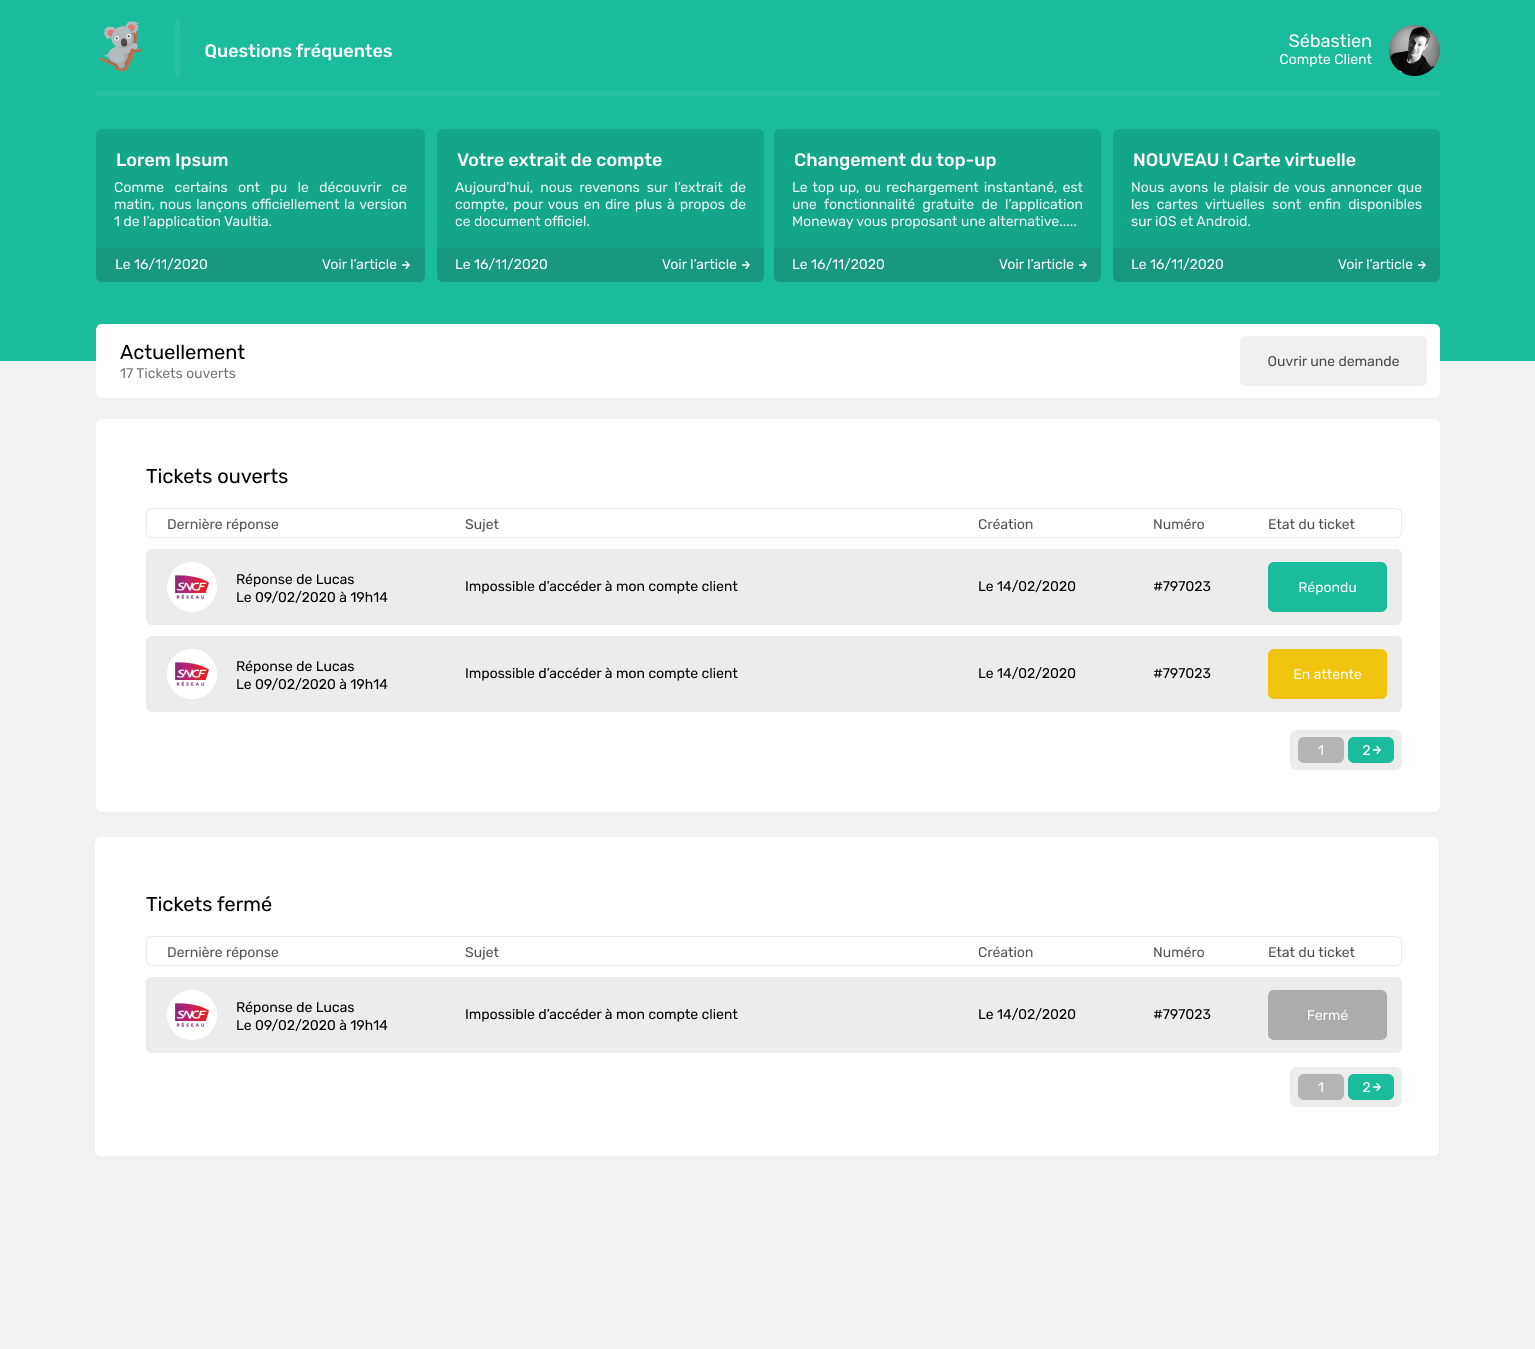 Questions fréquentes
Sébastien
Compte Client
Lorem Ipsum
Comme certains ont pu le découvrir ce
matin, nous lançons officiellement la version
1 de l'application Vaultia.
Le 16/11/2020
Voir l'article →
Votre extrait de compte
Aujourd'hui, nous revenons sur l'extrait de
compte, pour vous en dire plus à propos de
ce document officiel.
Le 16/11/2020
Voir l'article →
Changement du top-up
Le top up, ou rechargement instantané, est
une fonctionnalité gratuite de l'application
Moneway vous proposant une alternative.....
Le 16/11/2020
Voir l'article →
NOUVEAU ! Carte virtuelle
Nous avons le plaisir de vous annoncer que
les cartes virtuelles sont enfin disponibles
sur iOS et Android.
Le 16/11/2020
Voir l'article →
Actuellement
17 Tickets ouverts
Ouvrir une demande
Tickets ouverts
Dernière réponse
Sujet
Création
Numéro
Etat du ticket
SNCF
RÉSEAU
Réponse de Lucas
Le 09/02/2020 à 19h14
Impossible d'accéder à mon compte client
Le 14/02/2020
#797023
Répondu
SNCF
RÉSEAU
Réponse de Lucas
Le 09/02/2020 à 19h14
Impossible d'accéder à mon compte client
Le 14/02/2020
#797023
En attente
1
2→
Tickets fermé
Dernière réponse
Sujet
Création
Numéro
Etat du ticket
SNCF
RÉSEAU
Réponse de Lucas
Le 09/02/2020 à 19h14
Impossible d'accéder à mon compte client
Le 14/02/2020
#797023
Fermé
1
2→